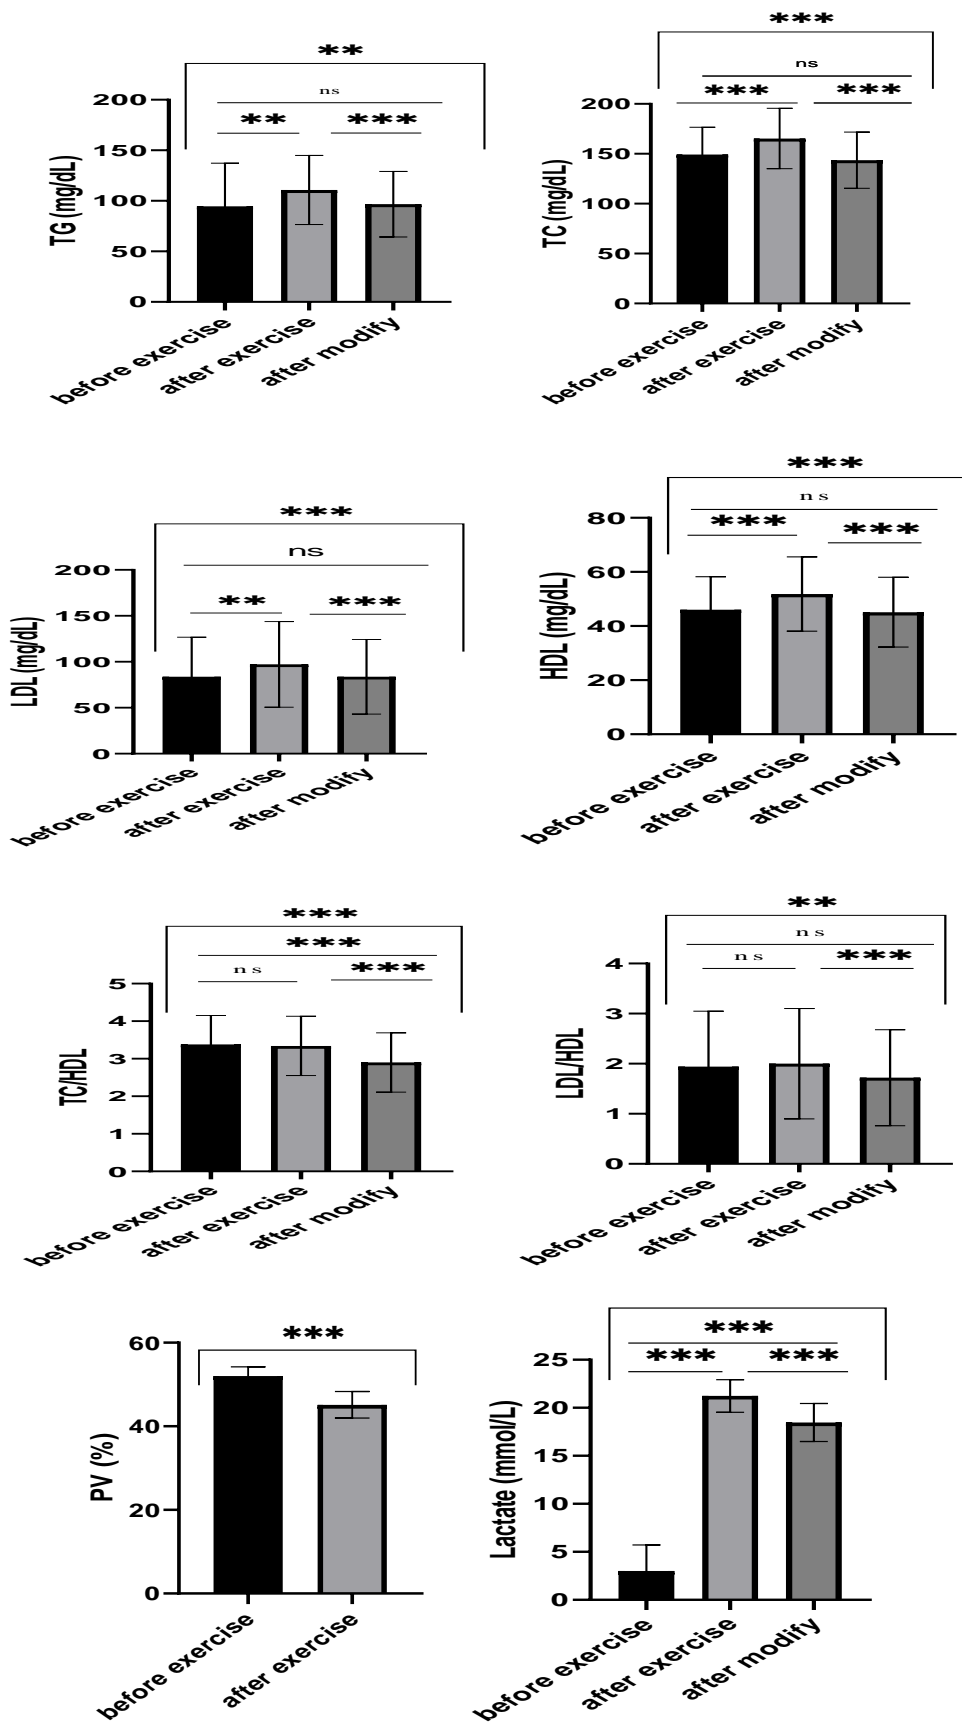 **
ns
**
***
200
150
100
50
0
TG (mg/dL)
before exercise
after exercise
after modify
***
ns
***
***
200
150
100
50
0
TC (mg/dL)
before exercise
after exercise
after modify
***
ns
**
***
200
150
100
50
0
LDL (mg/dL)
before exercise
after exercise
after modify
***
ns
***
***
80
60
40
20
0
HDL (mg/dL)
before exercise
after exercise
after modify
***
***
ns
***
5
4
3
2
1
0
TC/HDL
before exercise
after exercise
after modify
**
ns
ns
***
4
3
2
1
0
LDL/HDL
before exercise
after exercise
after modify
***
60
40
20
0
PV (%)
before exercise
after exercise
***
***
***
25
20
15
10
5
0
Lactate (mmol/L)
before exercise
after exercise
after modify